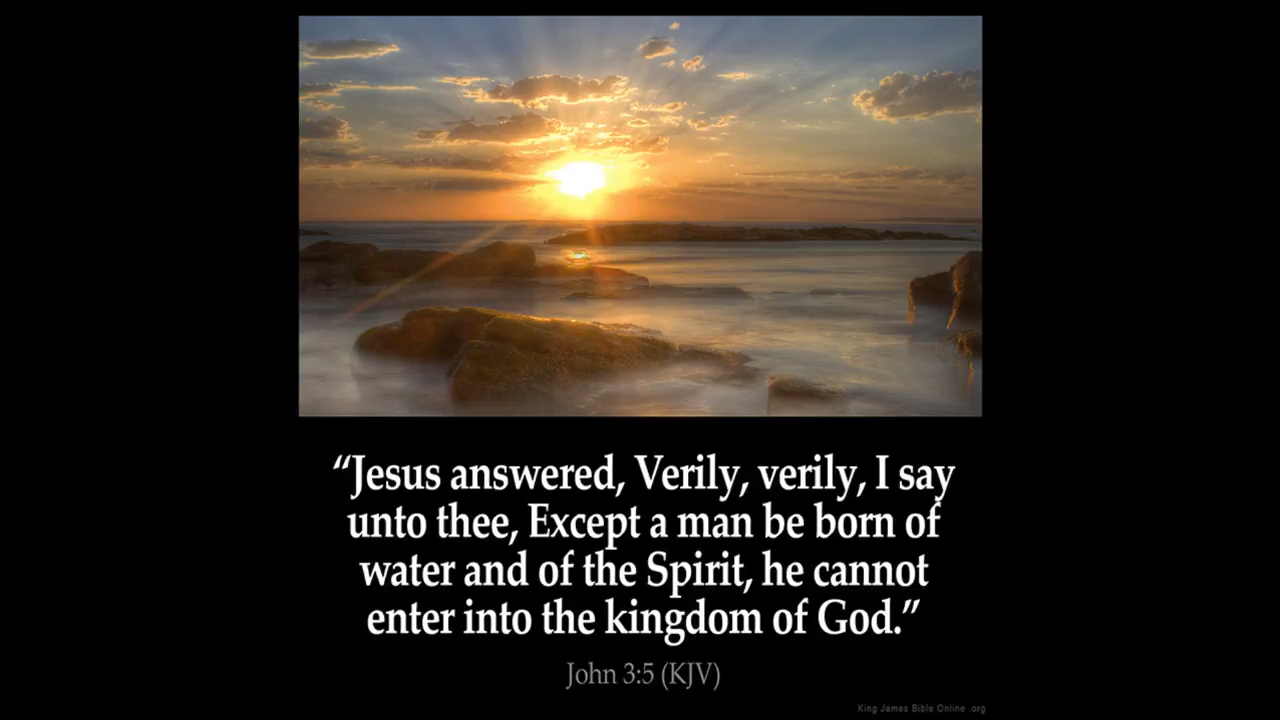 “Jesus answered, Verily, verily, I say
unto thee, Except a man be born of
water and of the Spirit, he cannot
enter into the kingdom of God.”
John 3:5 (KJV)
King James Bible Online .org